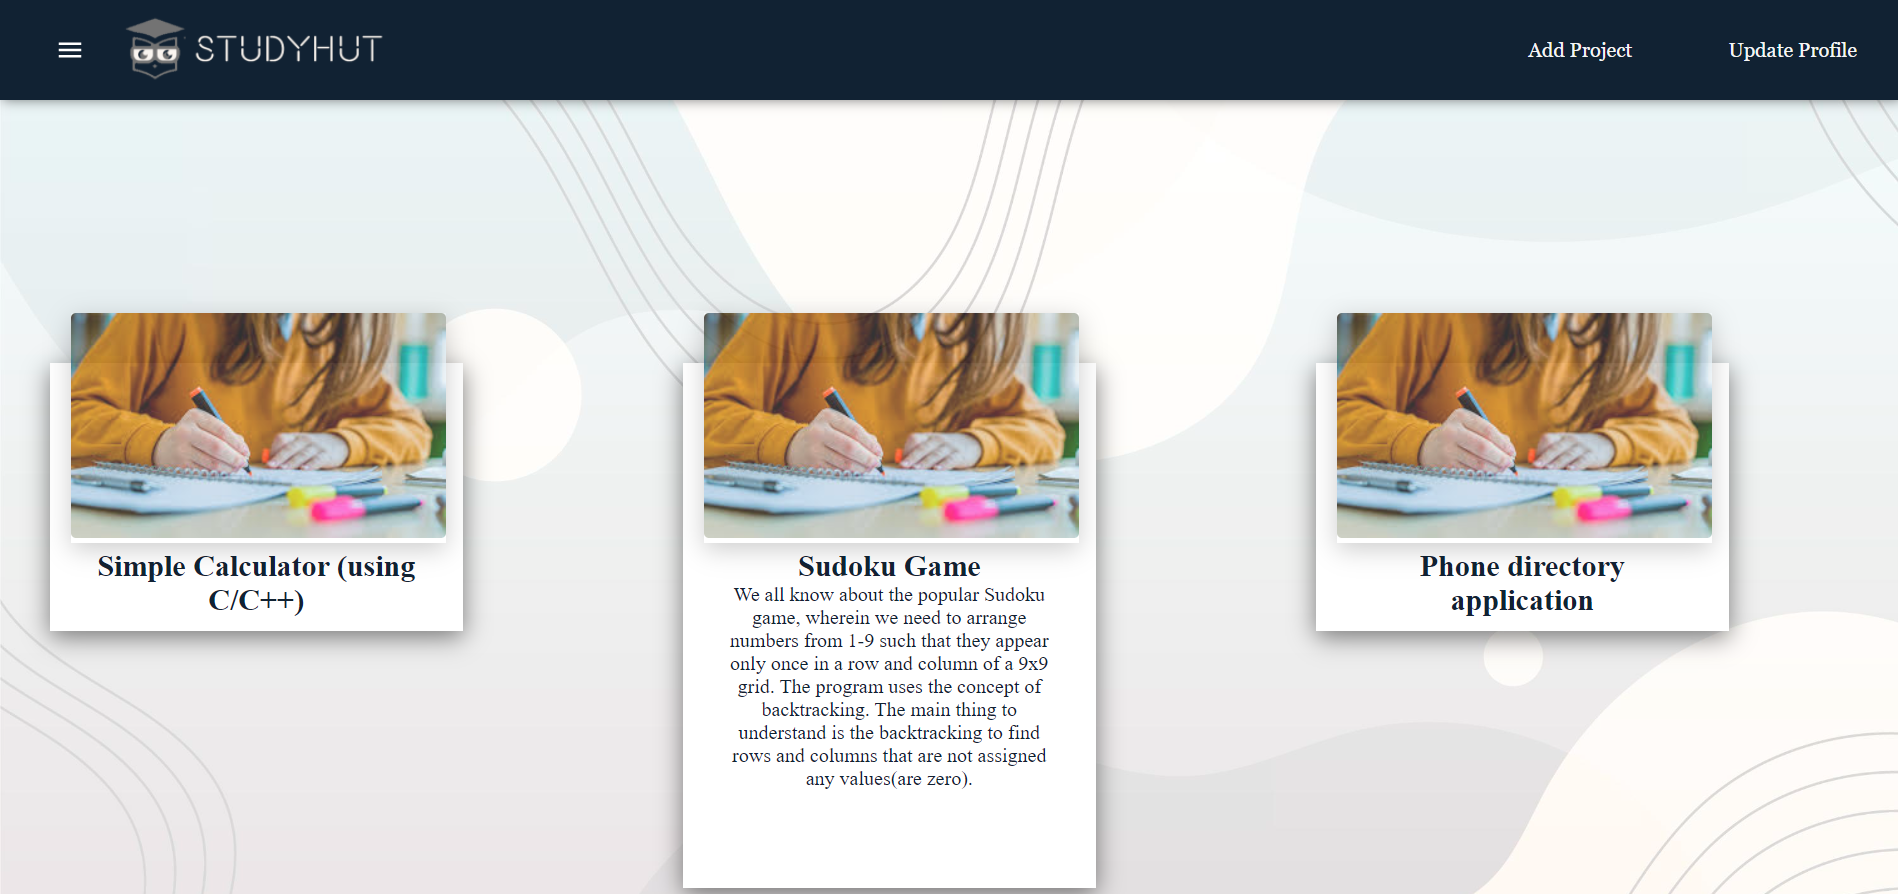 STUDYHUT
Add Project
Update Profile
Simple Calculator (using
C/C++)
Sudoku Game
We all know about the popular Sudoku
game, wherein we need to arrange
numbers from 1-9 such that they appear
only once in a row and column of a 9x9
grid. The program uses the concept of
backtracking. The main thing to
understand is the backtracking to find
rows and columns that are not assigned
any values(are zero).
Phone directory
application